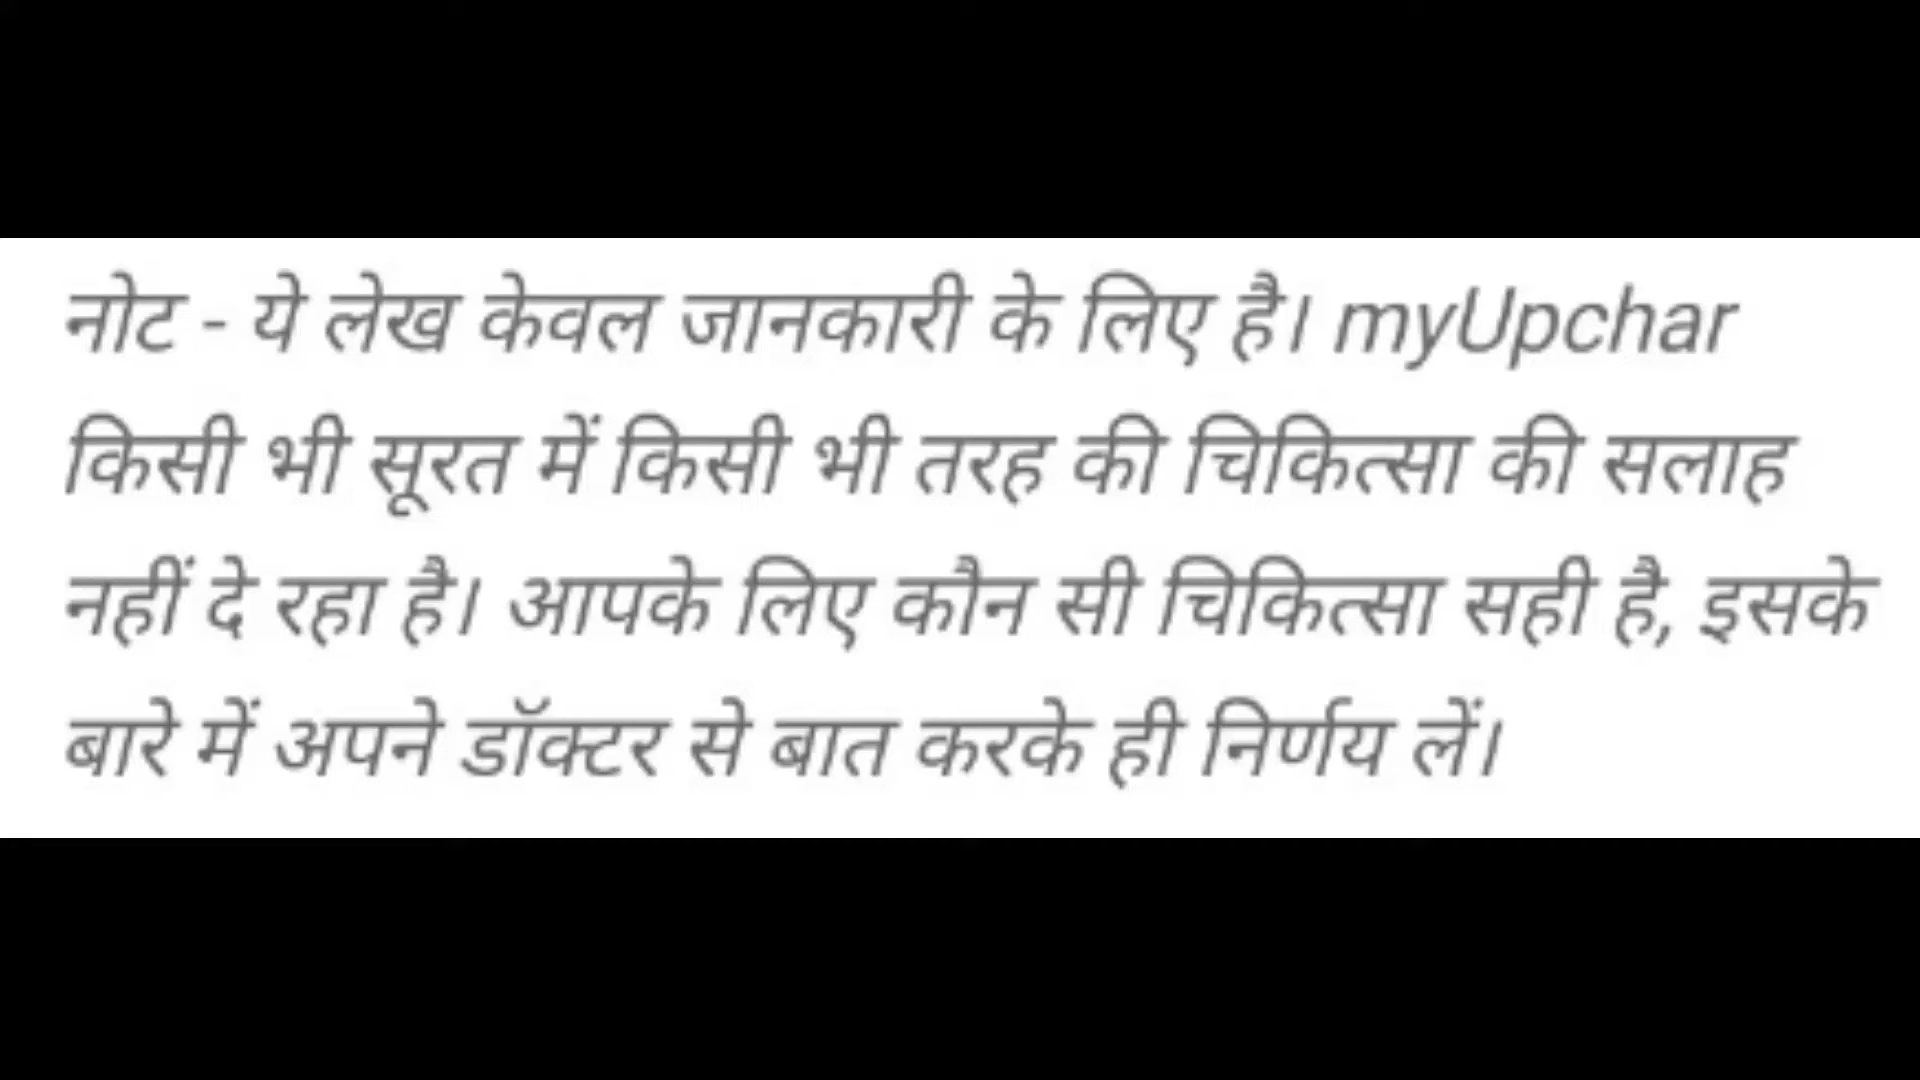 नोट - ये लेख केवल जानकारी के लिए है। myUpchar
किसी भी सूरत में किसी भी तरह की चिकित्सा की सलाह
नहीं दे रहा है। आपके लिए कौन सी चिकित्सा सही है, इसके
बारे में अपने डॉक्टर से बात करके ही निर्णय लें।